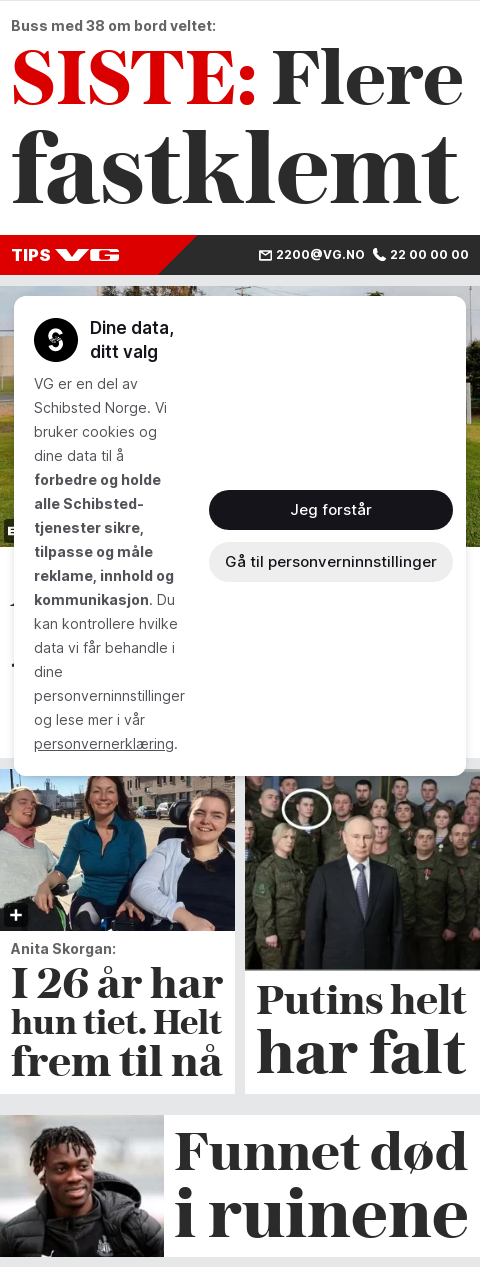 Buss med 38 om bord veltet:
SISTE: Flere
fastklemt
TIPS VG 2200@VG.NO 22 00 00 00
Dine data,
ditt valg
VG er en del av
Schibsted Norge. Vi
bruker cookies og
dine data til å
forbedre og holde
alle Schibsted-
tjenester sikre,
tilpasse og måle
reklame, innhold og
kommunikasjon. Du
kan kontrollere hvilke
data vi får behandle i
dine
personverninnstillinger
og lese mer i vår
personvernerklæring.
Jeg forstår
Gå til personverninnstillinger
Anita Skorgan:
I 26 år har
hun tiet. Helt
frem til nå
Putins helt
har falt
Funnet død
i ruinene